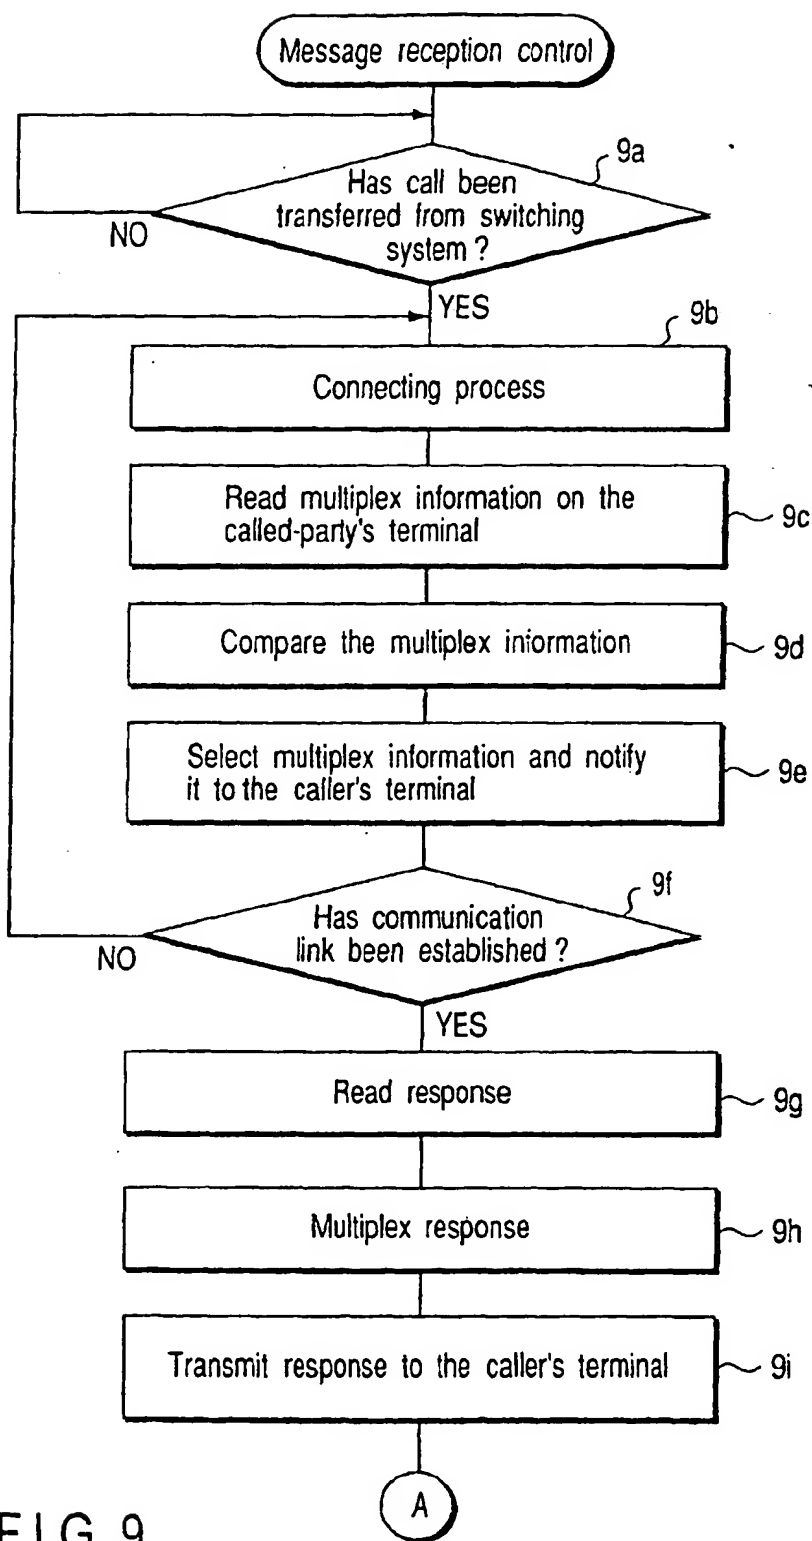 Message reception control
9a
Has call been
transferred from switching
system ?
NO
YES
9b
Connecting process
Read multiplex information on the
called-party's terminal
9c
Compare the multiplex information
9d
Select multiplex information and notify
it to the caller's terminal
9e
9f
Has communication
link been established ?
NO
YES
Read response
9g
Multiplex response
9h
Transmit response to the caller's terminal
9i
A
FIG. 9